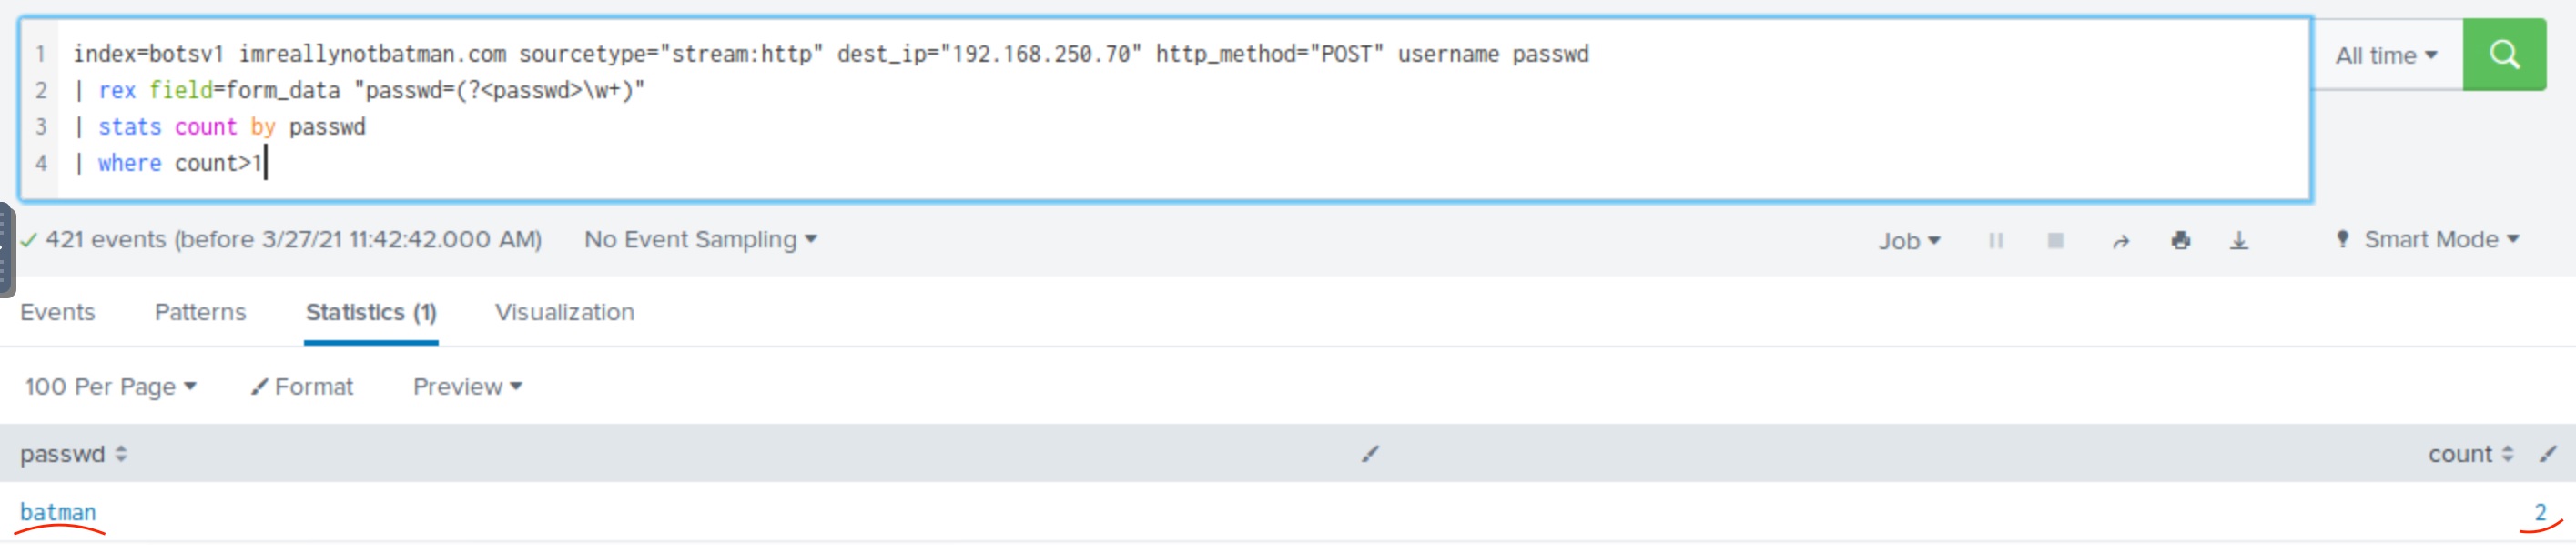 1 index=botsv1 imreallynotbatman.com sourcetype="stream:http" dest_ip="192.168.250.70" http_method="POST" username passwd
2 | rex field=form_data "passwd=(?<passwd>\w+)"
3 | stats count by passwd
4 | where count>1
All time
421 events (before 3/27/21 11:42:42.000 AM) No Event Sampling Job Smart Mode
Events Patterns Statistics (1) Visualization
100 Per Page Format Preview
passwd count
batman 2